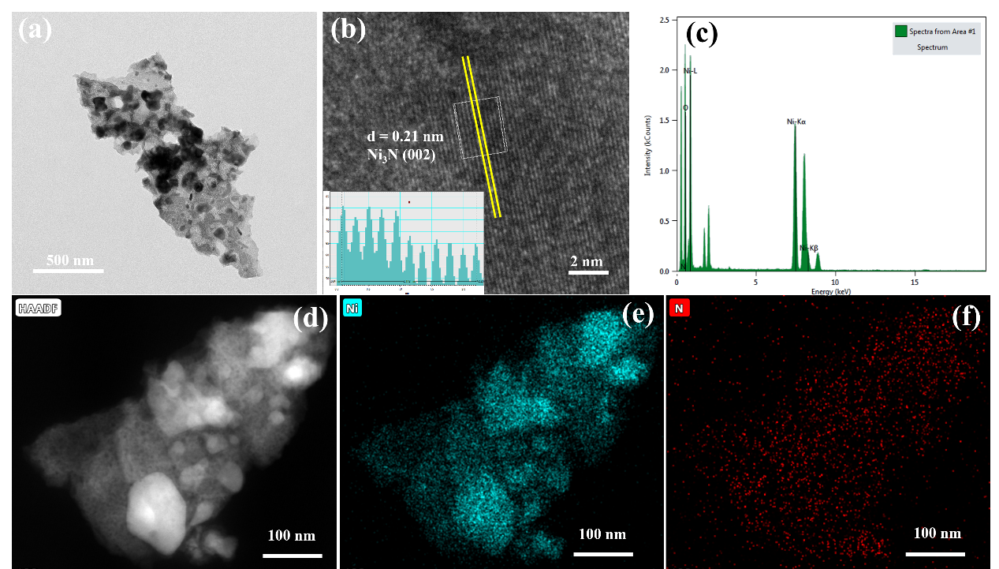 (a)
500 nm
(b)
d = 0.21 nm
Ni₃N (002)
2 nm
(c)
Spectra from Area #1
Spectrum
2.5
2.0
1.5
1.0
0.5
0.0
Intensity (kCounts)
Ni-L
O
N
Ni-Kα
Ni-Kβ
0
5
10
15
Energy (keV)
HAADF
(d)
100 nm
Ni
(e)
100 nm
N
(f)
100 nm